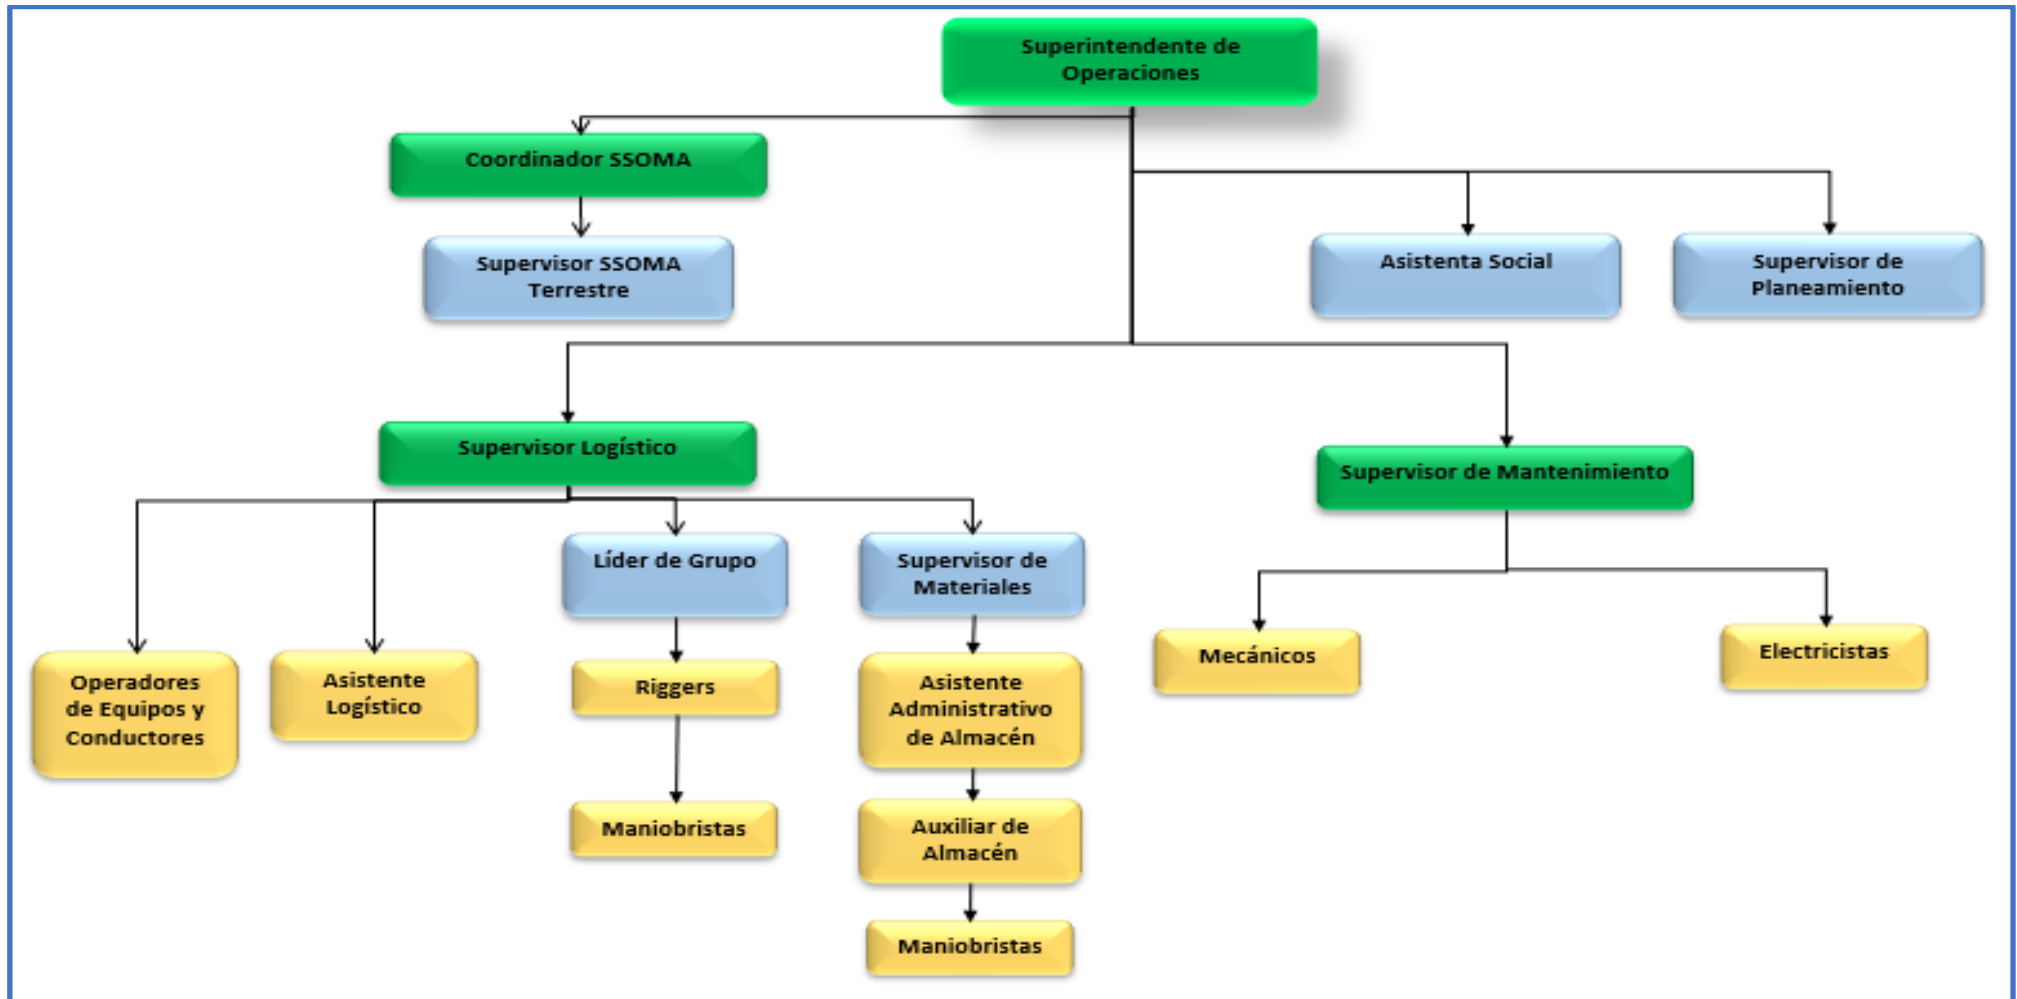 Superintendente de
Operaciones
Coordinador SSOMA
Supervisor SSOMA
Terrestre
Asistenta Social
Supervisor de
Planeamiento
Supervisor Logístico
Supervisor de Mantenimiento
Líder de Grupo
Supervisor de
Materiales
Operadores
de Equipos y
Conductores
Asistente
Logístico
Riggers
Asistente
Administrativo
de Almacén
Mecánicos
Electricistas
Maniobristas
Auxiliar de
Almacén
Maniobristas